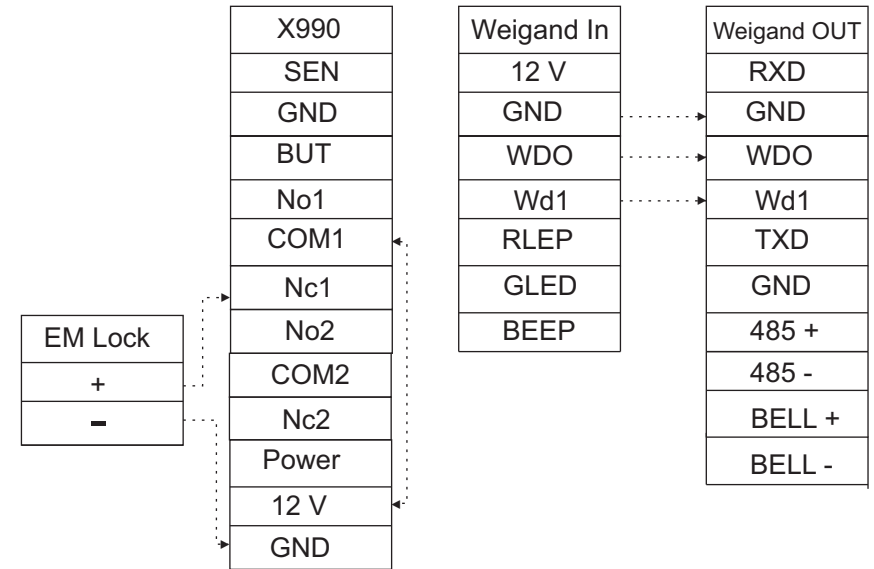 EM Lock
+
-
X990
SEN
GND
BUT
No1
COM1
Nc1
No2
COM2
Nc2
Power
12 V
GND
Weigand In
12 V
GND
WDO
Wd1
RLEP
GLED
BEEP
Weigand OUT
RXD
GND
WDO
Wd1
TXD
GND
485 +
485 -
BELL +
BELL -